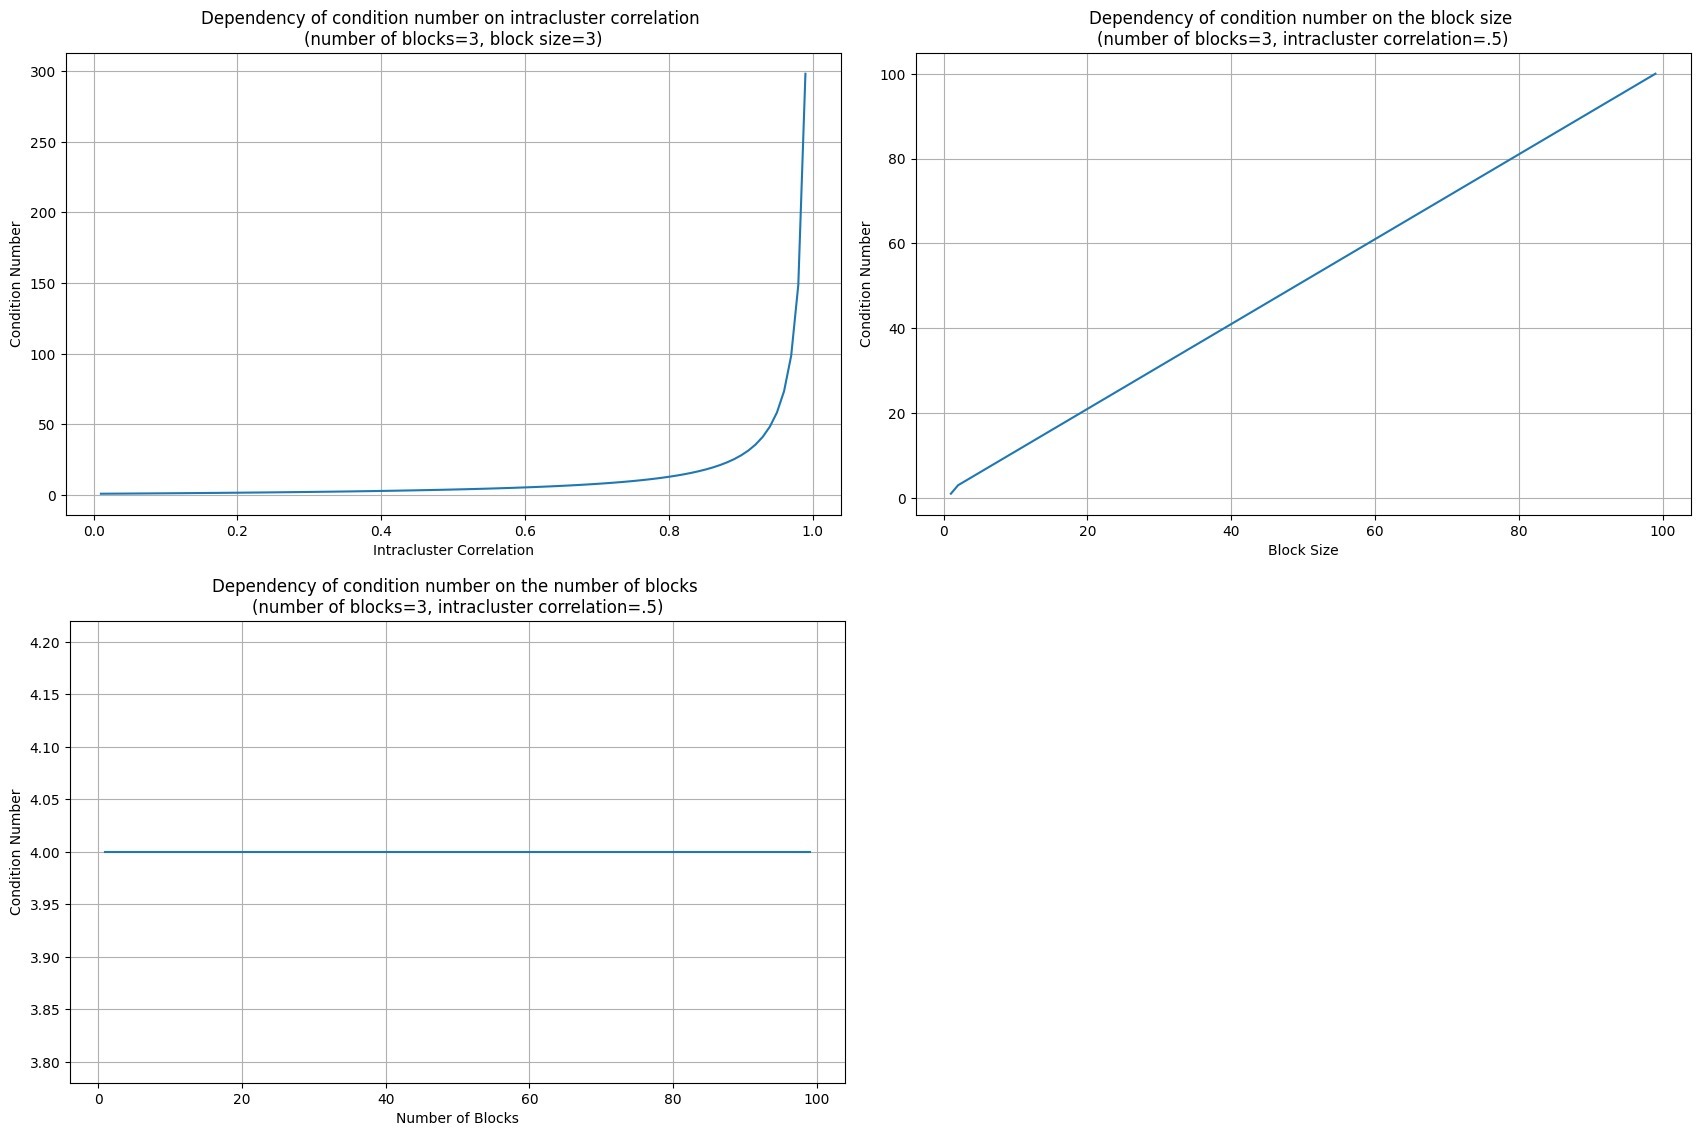 Dependency of condition number on intracluster correlation
(number of blocks=3, block size=3)
300
250
200
150
100
50
0
Condition Number
0.0 0.2 0.4 0.6 0.8 1.0
Intracluster Correlation
Dependency of condition number on the block size
(number of blocks=3, intracluster correlation=.5)
100
80
60
40
20
0
Condition Number
0 20 40 60 80 100
Block Size
Dependency of condition number on the number of blocks
(number of blocks=3, intracluster correlation=.5)
4.20
4.15
4.10
4.05
4.00
3.95
3.90
3.85
3.80
Condition Number
0 20 40 60 80 100
Number of Blocks